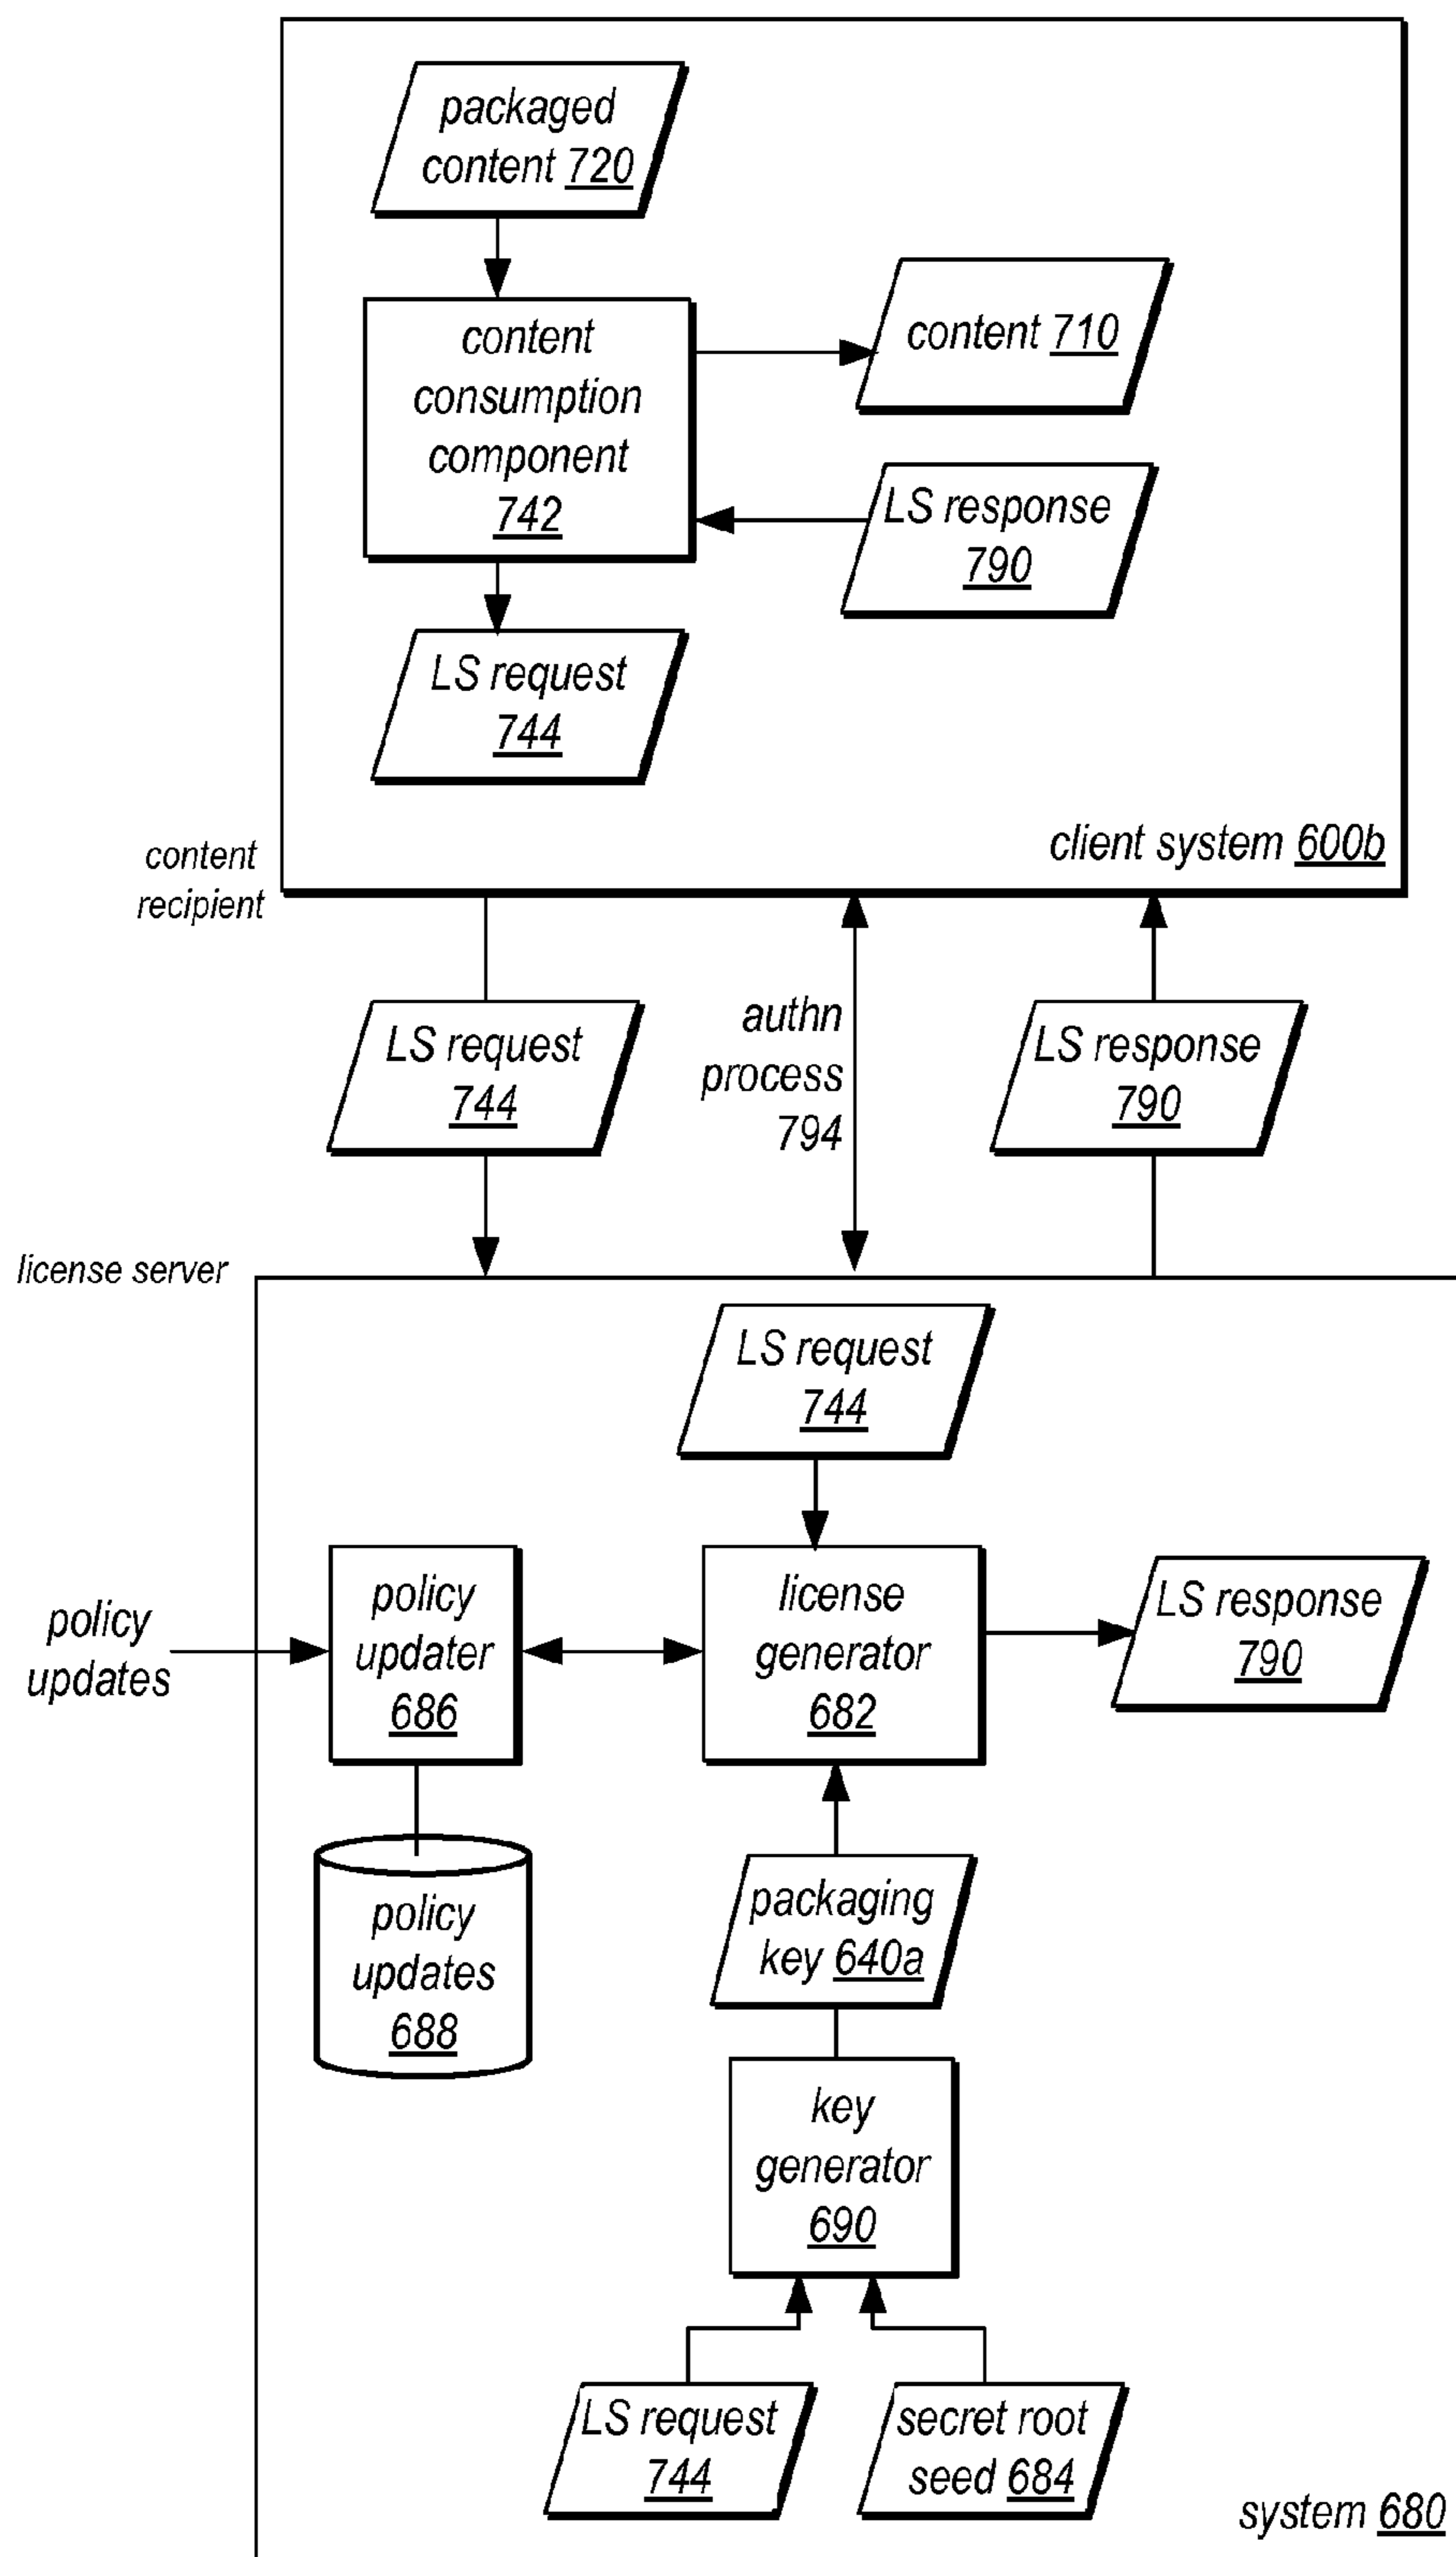 packaged
content 720
content
consumption
component
742
content 710
LS response
790
LS request
744
client system 600b
content
recipient
LS request
744
authn
process
794
LS response
790
license server
LS request
744
policy
updates
policy
updater
686
license
generator
682
LS response
790
policy
updates
688
packaging
key 640a
key
generator
690
LS request
744
secret root
seed 684
system 680